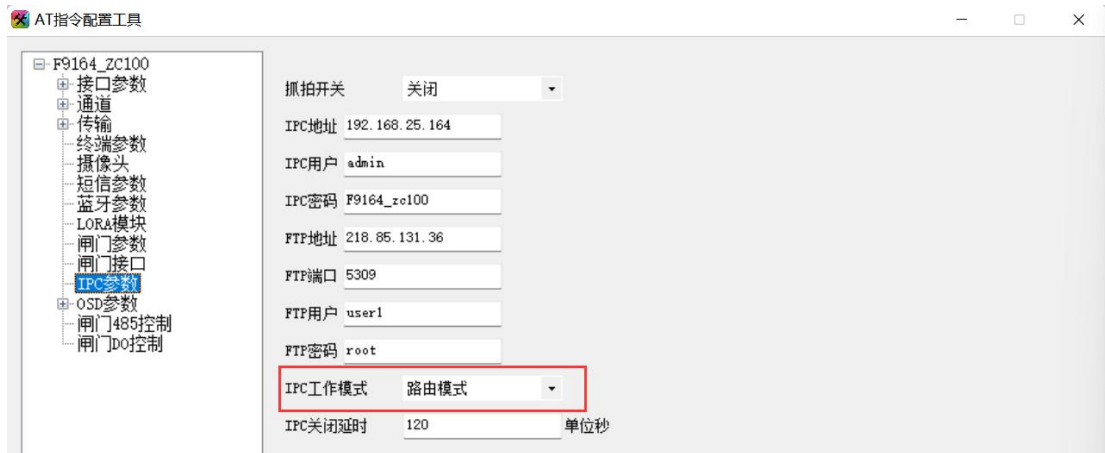 AT指令配置工具
F9164_ZC100
接口参数
通道
传输
终端参数
摄像头
短信参数
蓝牙参数
LORA模块
闸门参数
闸门接口
IPC参数
OSD参数
闸门485控制
闸门DO控制
抓拍开关 关闭
IPC地址 192.168.25.164
IPC用户 admin
IPC密码 F9164_zc100
FTP地址 218.85.131.36
FTP端口 5309
FTP用户 user1
FTP密码 root
IPC工作模式 路由模式
IPC关闭延时 120 单位秒